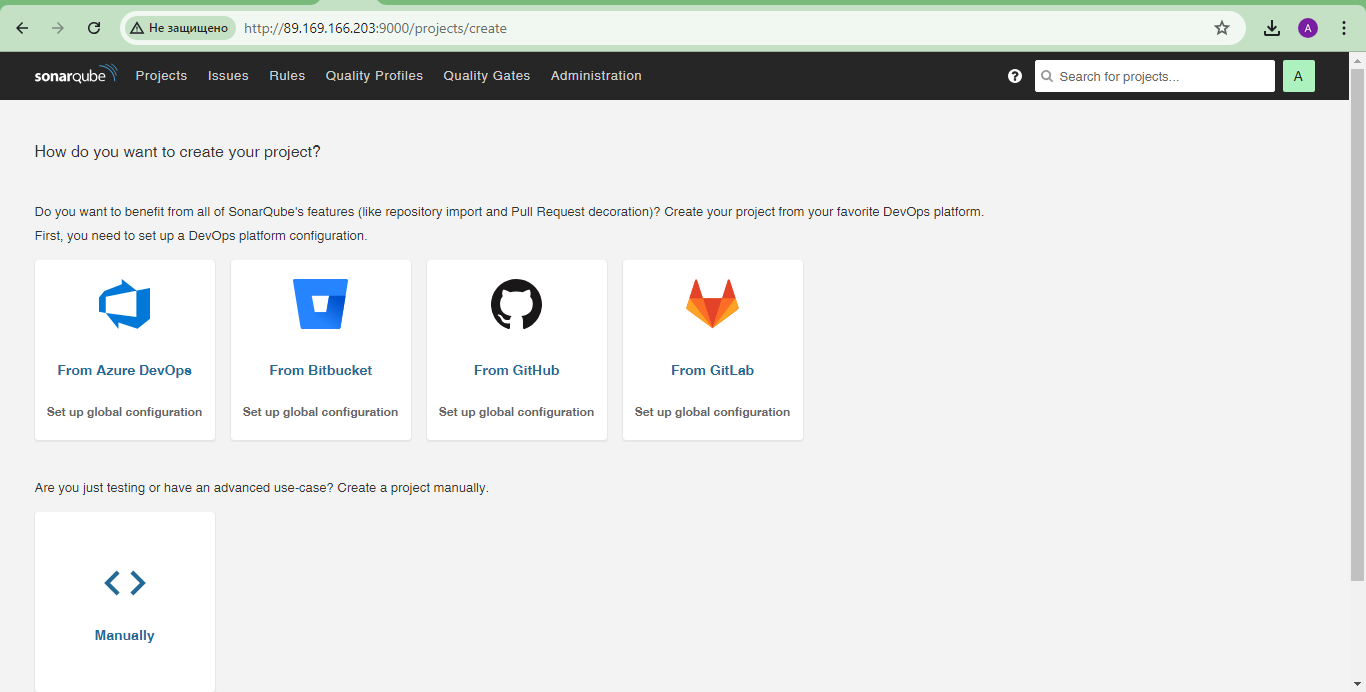 Не защищено http://89.169.166.203:9000/projects/create A
sonarqube Projects Issues Rules Quality Profiles Quality Gates Administration ? Search for projects... A
How do you want to create your project?
Do you want to benefit from all of SonarQube's features (like repository import and Pull Request decoration)? Create your project from your favorite DevOps platform.
First, you need to set up a DevOps platform configuration.
From Azure DevOps From Bitbucket From GitHub From GitLab
Set up global configuration Set up global configuration Set up global configuration Set up global configuration
Are you just testing or have an advanced use-case? Create a project manually.
Manually